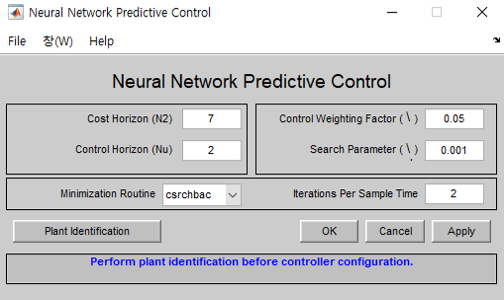 Neural Network Predictive Control
File 창(W) Help
Neural Network Predictive Control
Cost Horizon (N2) 7
Control Weighting Factor ( \ ) 0.05
Control Horizon (Nu) 2
Search Parameter ( \ ) 0.001
Minimization Routine csrchbac
Iterations Per Sample Time 2
Plant Identification OK Cancel Apply
Perform plant identification before controller configuration.